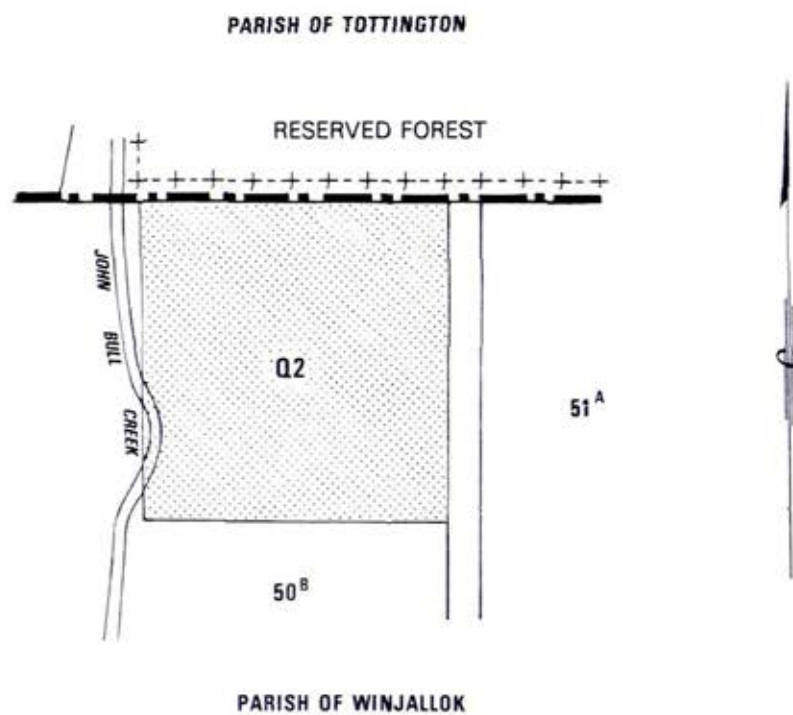 PARISH OF TOTTINGTON
RESERVED FOREST
JOHN
BULL
CREEK
Q2
51A
50B
PARISH OF WINJALLOK